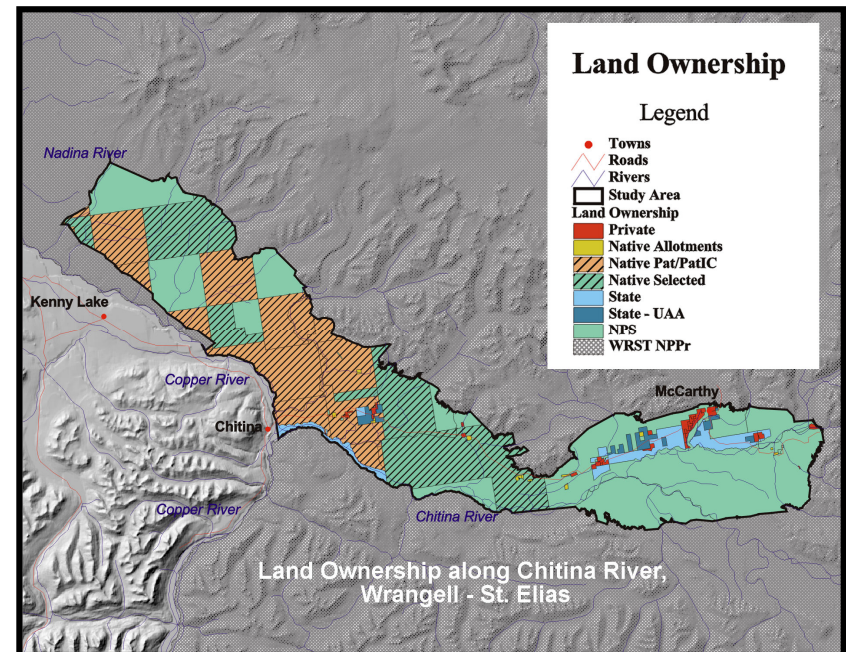 Land Ownership
Legend
Towns
Roads
Rivers
Study Area
Land Ownership
Private
Native Allotments
Native Pat/PatIC
Native Selected
State
State - UAA
NPS
WRST NPPr
Nadina River
Kenny Lake
Copper River
McCarthy
Chitina
Copper River
Chitina River
Land Ownership along Chitina River,
Wrangell - St. Elias